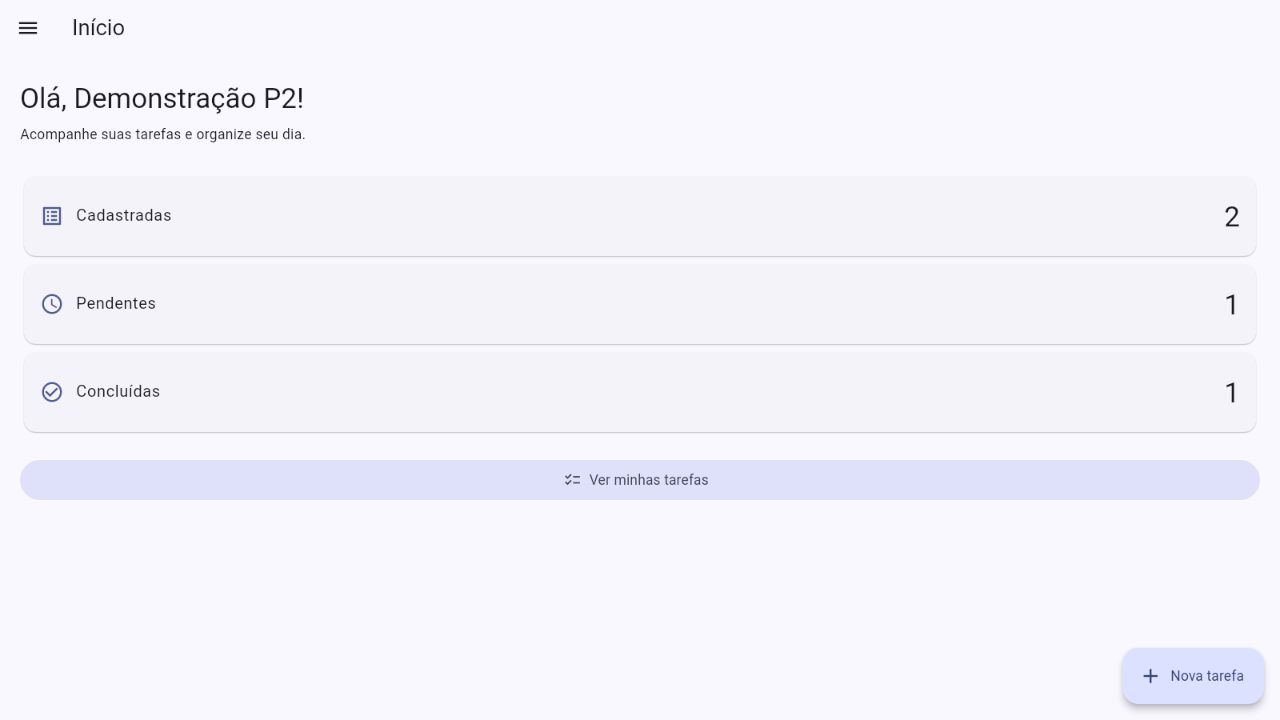 Início
Olá, Demonstração P2!
Acompanhe suas tarefas e organize seu dia.
Cadastradas 2
Pendentes 1
Concluídas 1
Ver minhas tarefas
Nova tarefa